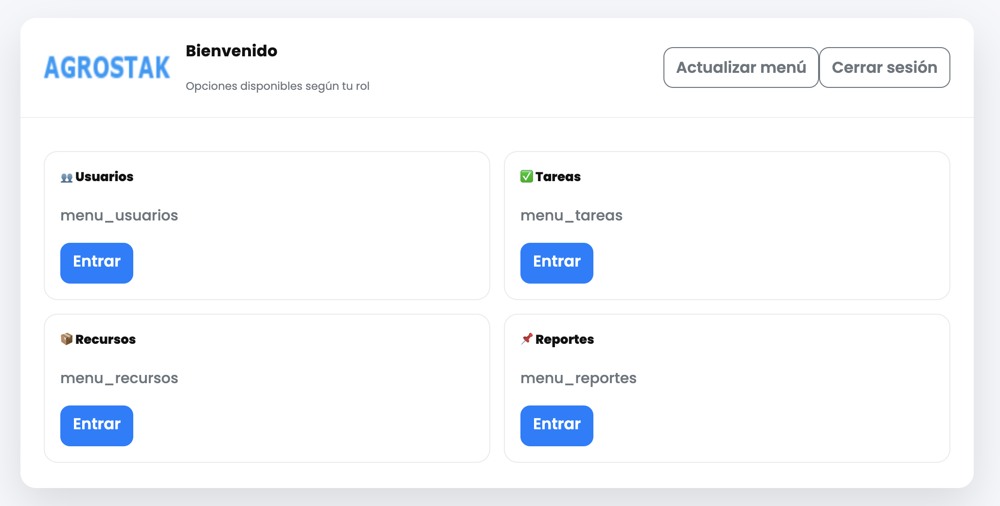 AGROSTAK
Bienvenido
Opciones disponibles según tu rol
Actualizar menú
Cerrar sesión
Usuarios
menu_usuarios
Entrar
Tareas
menu_tareas
Entrar
Recursos
menu_recursos
Entrar
Reportes
menu_reportes
Entrar